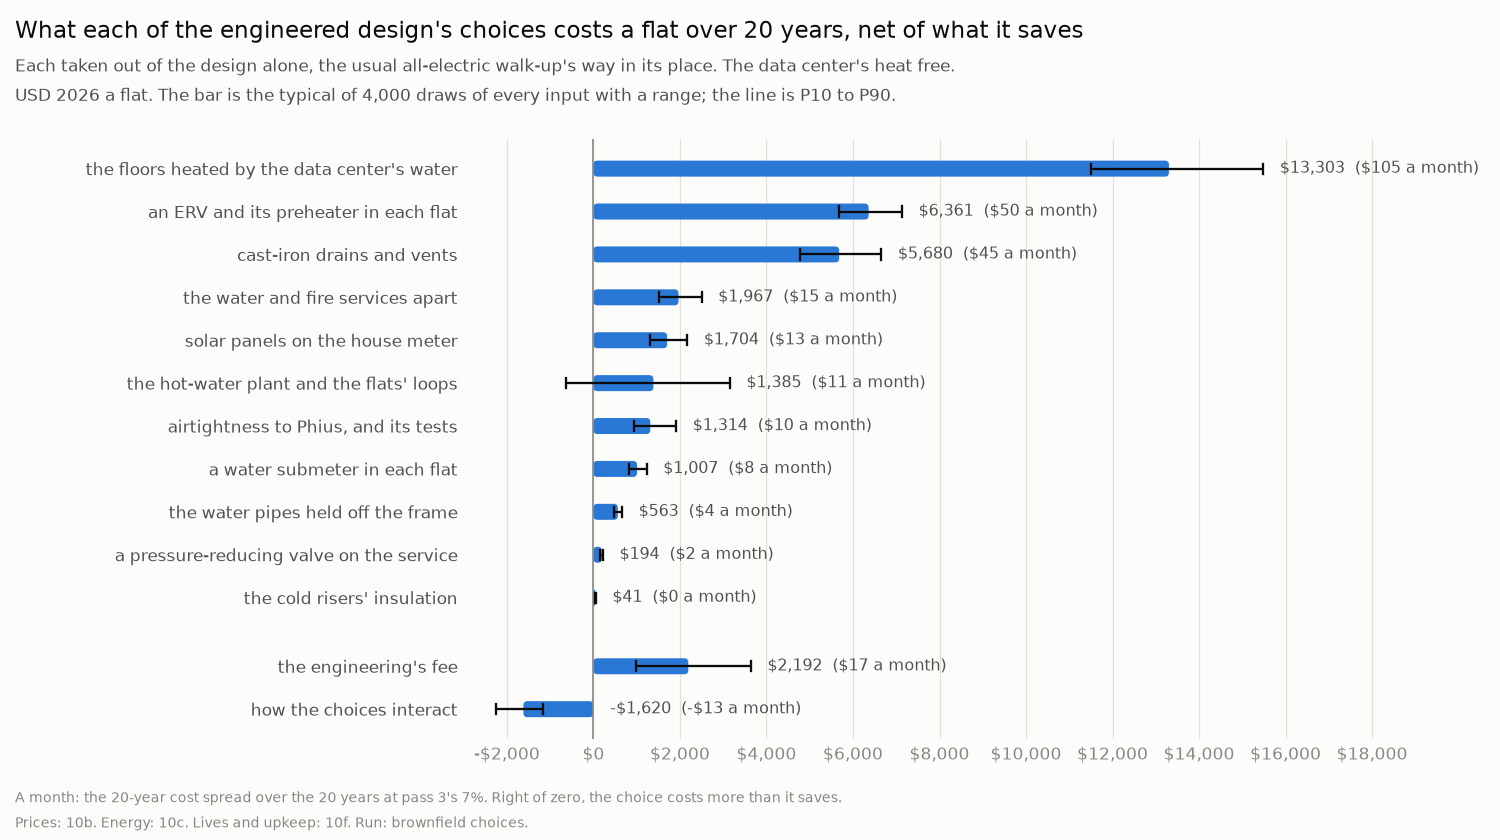 What each of the engineered design's choices costs a flat over 20 years, net of what it saves
Each taken out of the design alone, the usual all-electric walk-up's way in its place. The data center's heat free.
USD 2026 a flat. The bar is the typical of 4,000 draws of every input with a range; the line is P10 to P90.
the floors heated by the data center's water $13,303 ($105 a month)
an ERV and its preheater in each flat $6,361 ($50 a month)
cast-iron drains and vents $5,680 ($45 a month)
the water and fire services apart $1,967 ($15 a month)
solar panels on the house meter $1,704 ($13 a month)
the hot-water plant and the flats' loops $1,385 ($11 a month)
airtightness to Phius, and its tests $1,314 ($10 a month)
a water submeter in each flat $1,007 ($8 a month)
the water pipes held off the frame $563 ($4 a month)
a pressure-reducing valve on the service $194 ($2 a month)
the cold risers' insulation $41 ($0 a month)
the engineering's fee $2,192 ($17 a month)
how the choices interact -$1,620 (-$13 a month)
-$2,000 $0 $2,000 $4,000 $6,000 $8,000 $10,000 $12,000 $14,000 $16,000 $18,000
A month: the 20-year cost spread over the 20 years at pass 3's 7%. Right of zero, the choice costs more than it saves.
Prices: 10b. Energy: 10c. Lives and upkeep: 10f. Run: brownfield choices.